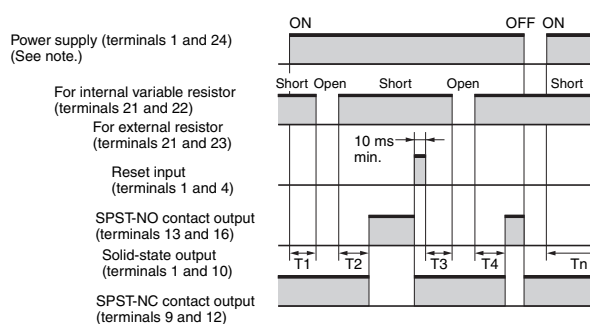 ON
OFF ON
Power supply (terminals 1 and 24)
(See note.)
Short Open Short Open Short
For internal variable resistor
(terminals 21 and 22)
For external resistor
(terminals 21 and 23)
10 ms
min.
Reset input
(terminals 1 and 4)
SPST-NO contact output
(terminals 13 and 16)
Solid-state output
(terminals 1 and 10)
T1 T2 T3 T4 Tn
SPST-NC contact output
(terminals 9 and 12)